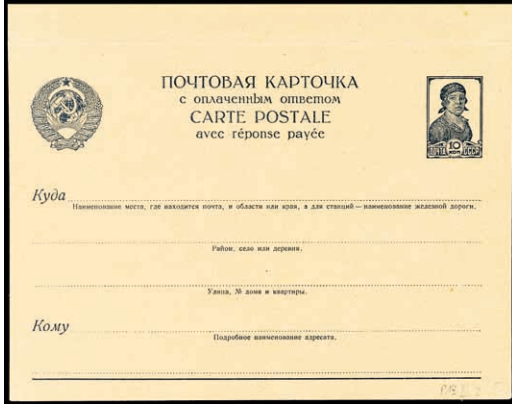 ПОЧТОВАЯ КАРТОЧКА
с оплаченным ответом
CARTE POSTALE
avec réponse payée
ПОЧТА 10 СССР
Куда
Наименование места, где находится почта, и области или края, а для станций — наименование железной дороги.
Район, село или деревня.
Улица, № дома и квартиры.
Кому
Подробное наименование адресата.